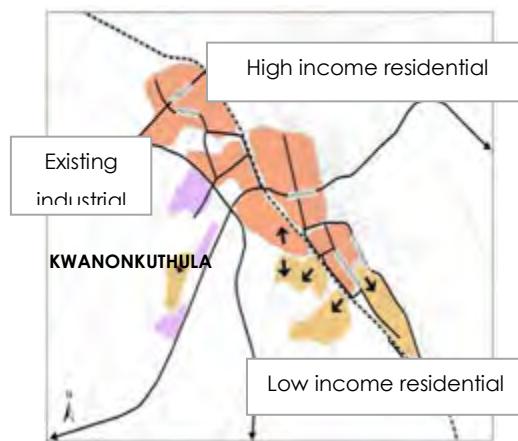 High income residential
Existing
industrial
KWANONKUTHULA
Low income residential